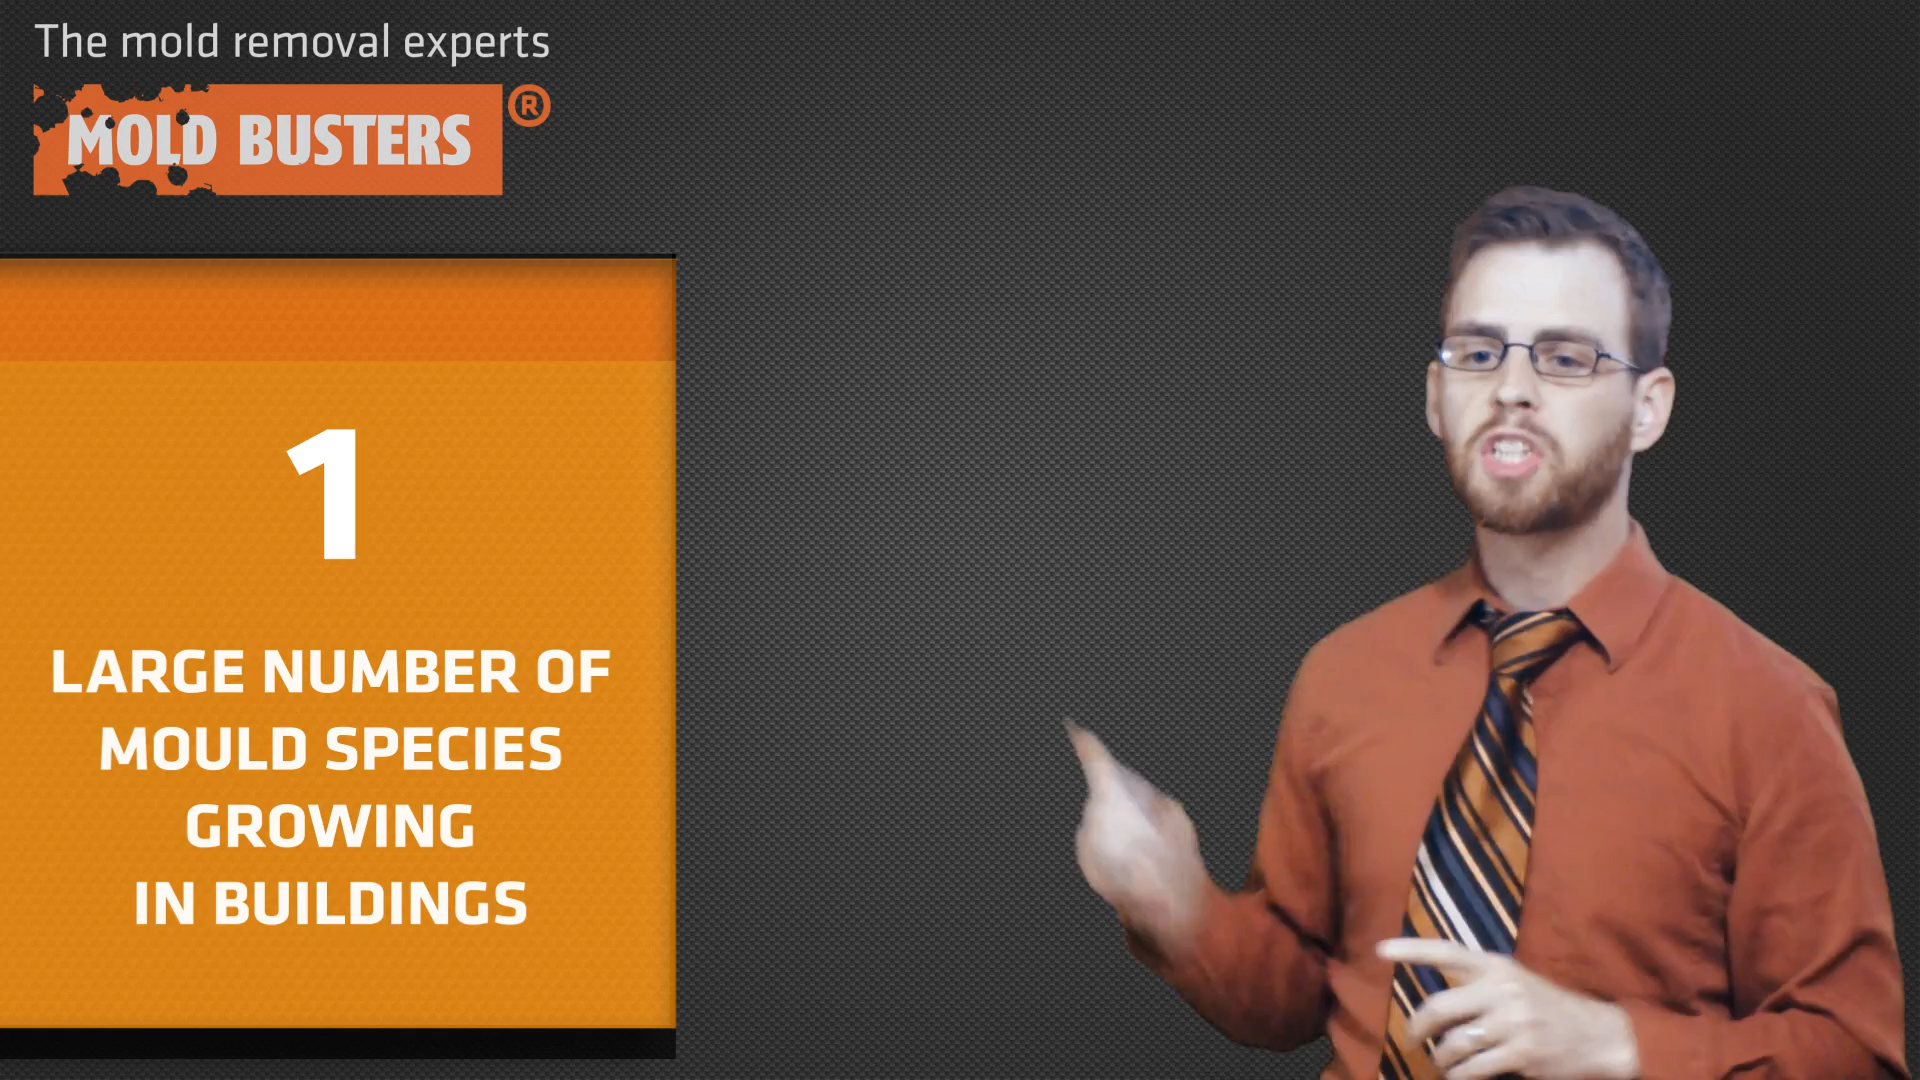 The mold removal experts
MOLD BUSTERS ®
1
LARGE NUMBER OF
MOULD SPECIES
GROWING
IN BUILDINGS